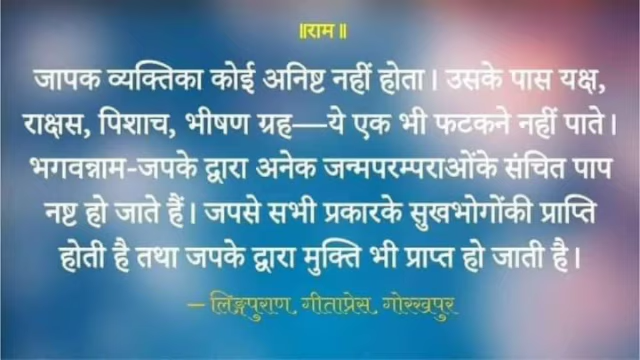 ॥राम॥
जापक व्यक्तिका कोई अनिष्ट नहीं होता। उसके पास यक्ष,
राक्षस, पिशाच, भीषण ग्रह—ये एक भी फटकने नहीं पाते।
भगवन्नाम-जपके द्वारा अनेक जन्मपरम्पराओंके संचित पाप
नष्ट हो जाते हैं। जपसे सभी प्रकारके सुखभोगोंकी प्राप्ति
होती है तथा जपके द्वारा मुक्ति भी प्राप्त हो जाती है।
– लिङ्गपुराण, गीताप्रेस, गोरखपुर